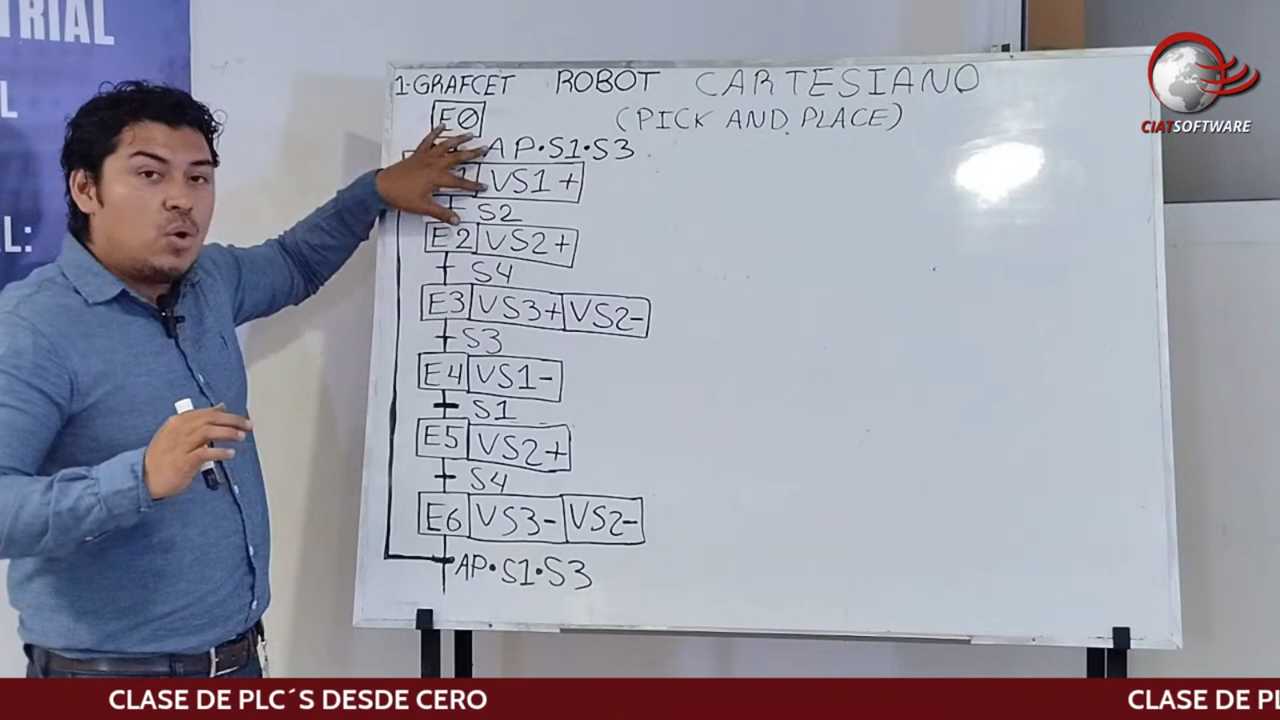 TRIAL
L
L:
1-GRAFCET ROBOT CARTESIANO
(PICK AND PLACE)
E0
AP•S1•S3
1 VS1+
S2
E2 VS2+
S4
E3 VS3+ VS2-
S3
E4 VS1-
S1
E5 VS2+
S4
E6 VS3- VS2-
AP•S1•S3
CIATSOFTWARE
CLASE DE PLC´S DESDE CERO
CLASE DE PL